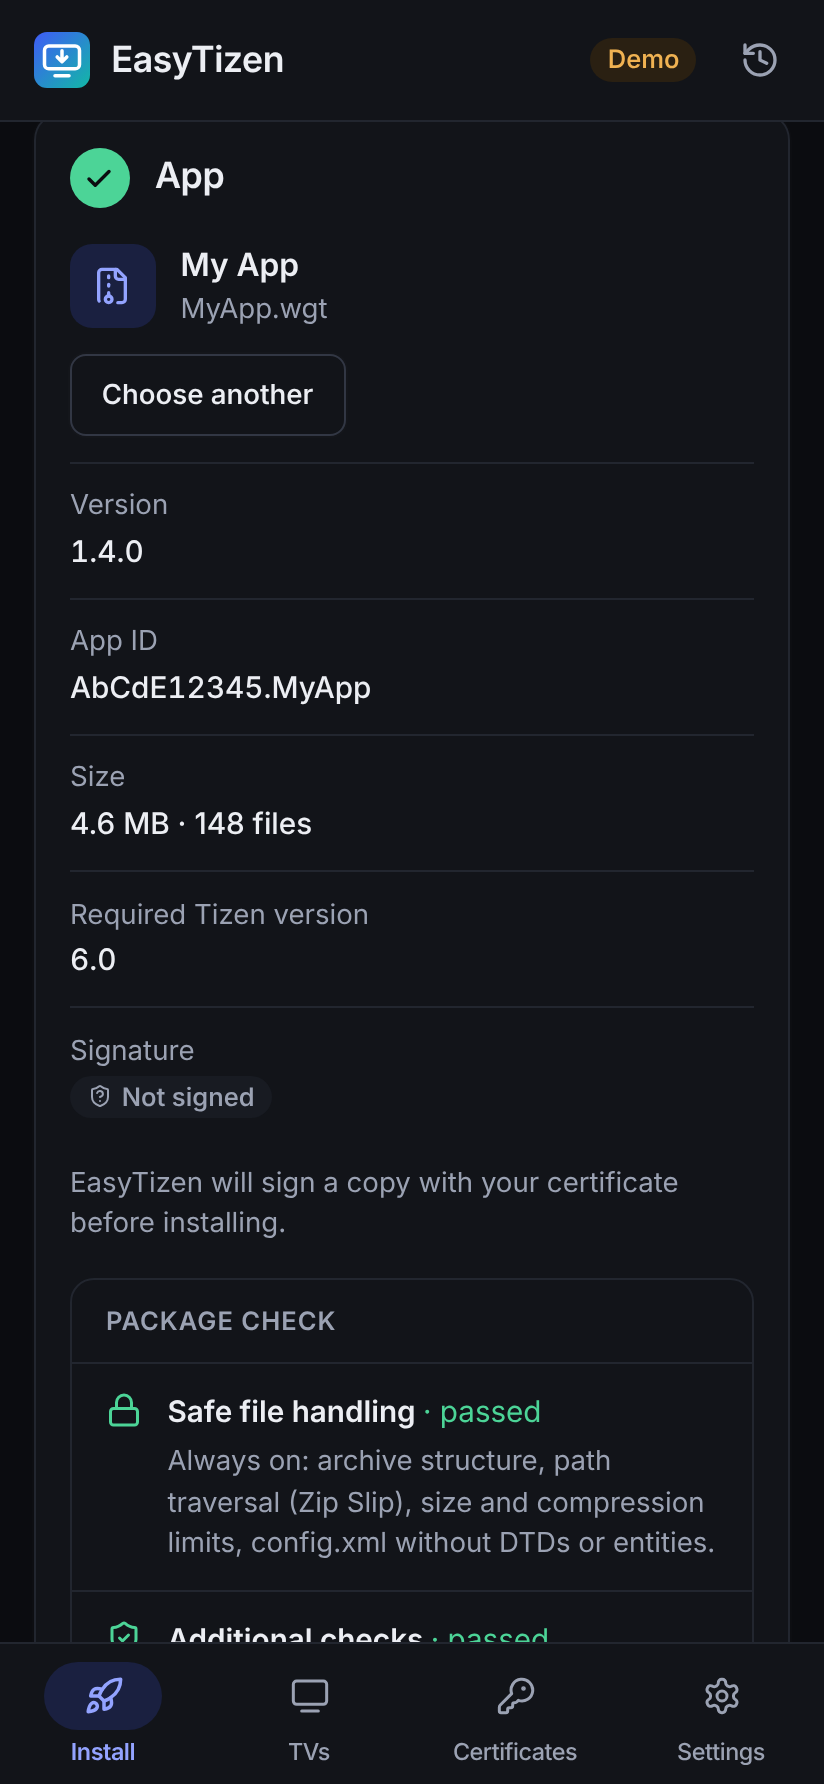 EasyTizen
Demo
App
My App
MyApp.wgt
Choose another
Version
1.4.0
App ID
AbCdE12345.MyApp
Size
4.6 MB · 148 files
Required Tizen version
6.0
Signature
Not signed
EasyTizen will sign a copy with your certificate
before installing.
PACKAGE CHECK
Safe file handling · passed
Always on: archive structure, path
traversal (Zip Slip), size and compression
limits, config.xml without DTDs or entities.
Additional checks · passed
Install
TVs
Certificates
Settings